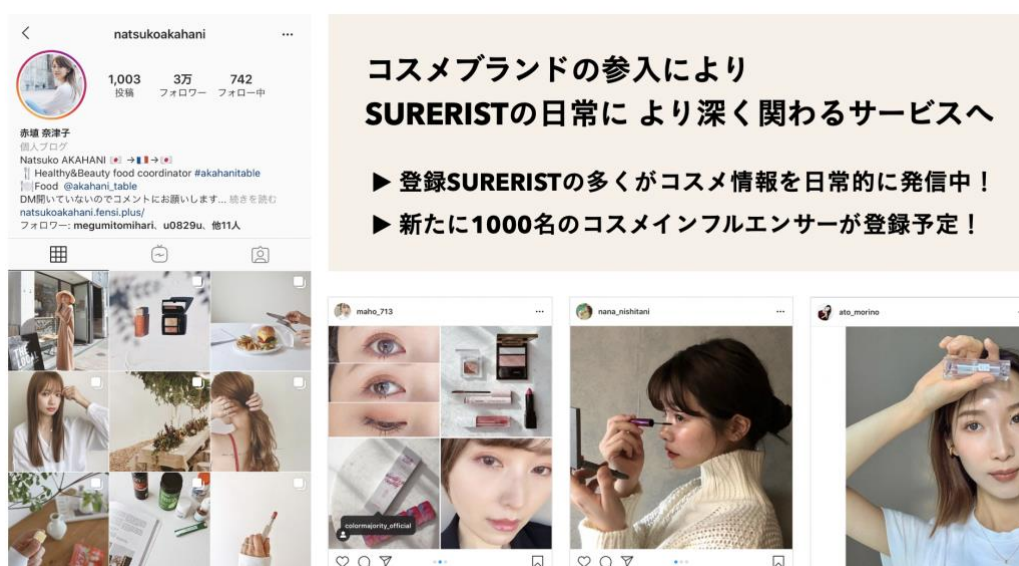 natsukoakahani
1,003
投稿
3万
フォロワー
742
フォロー中
赤埴 奈津子
個人ブログ
Natsuko AKAHANI 🇯🇵 →🇫🇷→🇯🇵
🍴 Healthy&Beauty food coordinator #akahanitable
🍽Food @akahani_table
DM開いていないのでコメントにお願いします... 続きを読む
natsukoakahani.fensi.plus/
フォロワー: megumitomihari、u0829u、他11人
コスメブランドの参入により
SURERISTの日常に より深く関わるサービスへ
▶ 登録SURERISTの多くがコスメ情報を日常的に発信中！
▶ 新たに1000名のコスメインフルエンサーが登録予定！
maho_713
colormajority_official
nana_nishitani
ato_morino